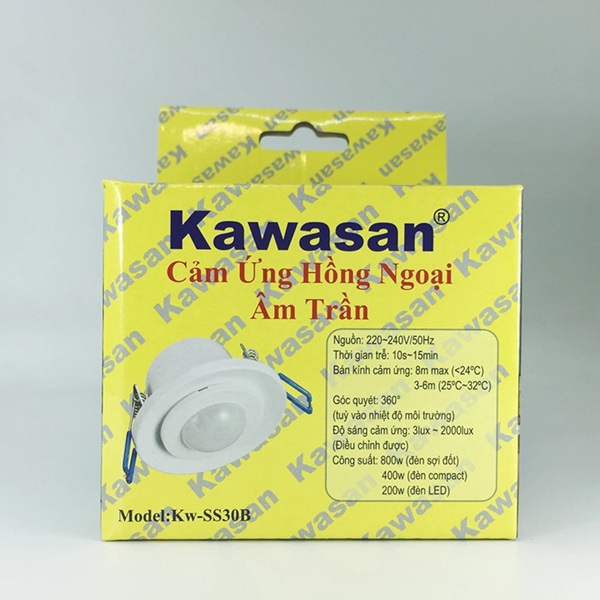 Kawasan®
Cảm Ứng Hồng Ngoại
Âm Trần
Nguồn: 220~240V/50Hz
Thời gian trễ: 10s~15min
Bán kính cảm ứng: 8m max (<24ºC)
3-6m (25ºC~32ºC)
Góc quyét: 360°
(tuỳ vào nhiệt độ môi trường)
Độ sáng cảm ứng: 3lux ~ 2000lux
(Điều chỉnh được)
Công suất: 800w (đèn sợi đốt)
400w (đèn compact)
200w (đèn LED)
Model:Kw-SS30B